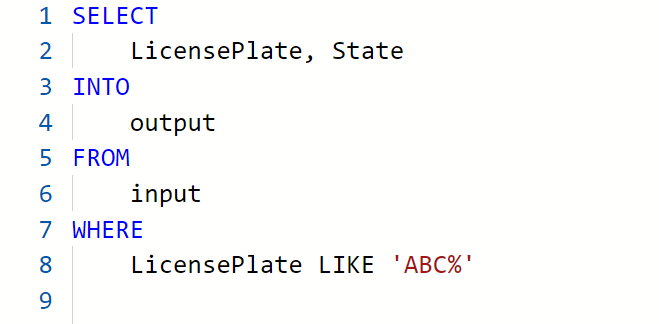 1 SELECT
2 LicensePlate, State
3 INTO
4 output
5 FROM
6 input
7 WHERE
8 LicensePlate LIKE 'ABC%'
9